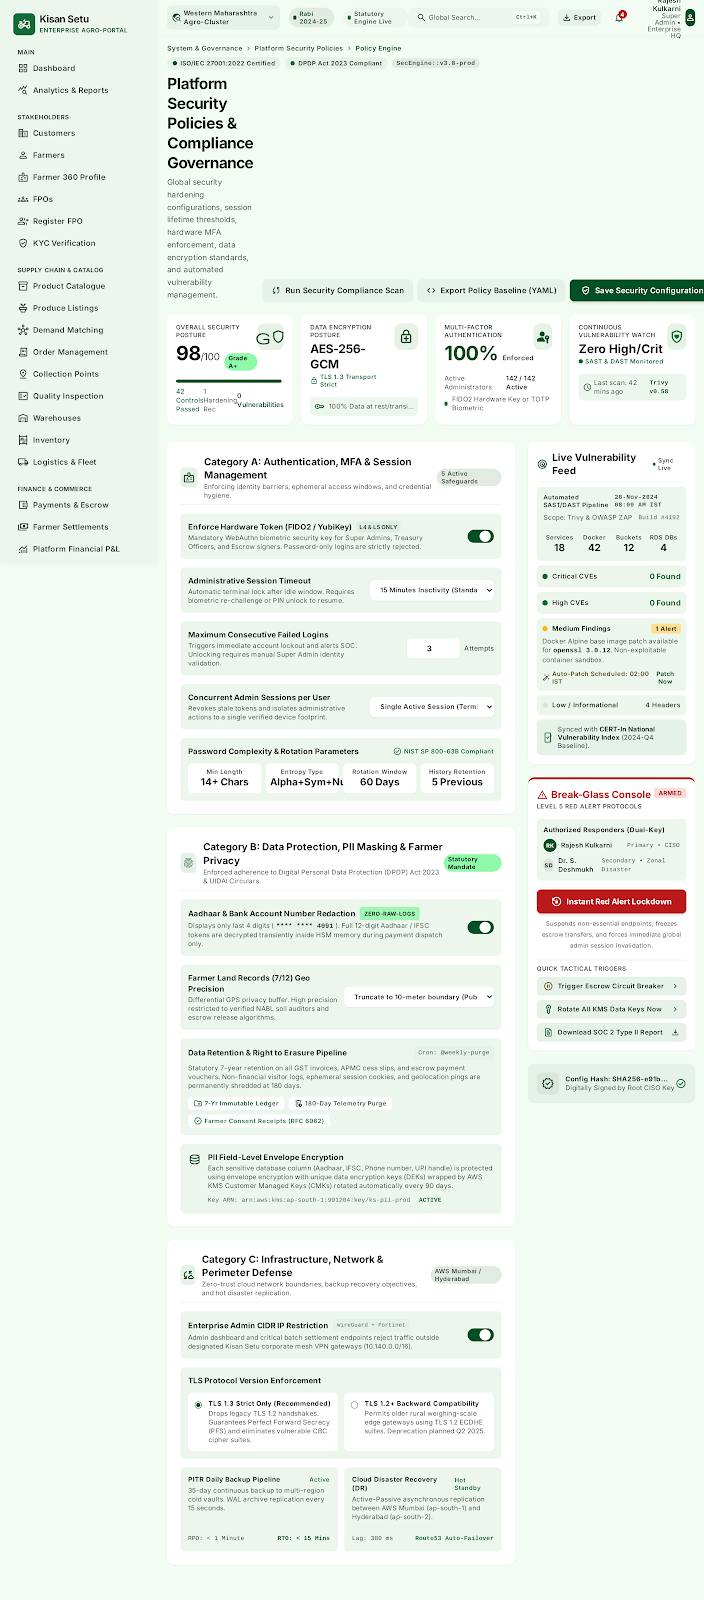 Kisan Setu
ENTERPRISE AGRO-PORTAL
MAIN
Dashboard
Analytics & Reports
STAKEHOLDERS
Customers
Farmers
Farmer 360 Profile
FPOs
Register FPO
KYC Verification
SUPPLY CHAIN & CATALOG
Product Catalogue
Produce Listings
Demand Matching
Order Management
Collection Points
Quality Inspection
Warehouses
Inventory
Logistics & Fleet
FINANCE & COMMERCE
Payments & Escrow
Farmer Settlements
Platform Financial P&L
Western Maharashtra
Agro-Cluster
Rabi
2024-25
Statutory
Engine Live
Global Search...
Ctrl+K
Export
4
Rajesh
Kulkarni
Super
Admin •
Enterprise
HQ
System & Governance > Platform Security Policies > Policy Engine
ISO/IEC 27001:2022 Certified
DPDP Act 2023 Compliant
SecEngine::v3.8-prod
Platform
Security
Policies &
Compliance
Governance
Global security
hardening
configurations, session
lifetime thresholds,
hardware MFA
enforcement, data
encryption standards,
and automated
vulnerability
management.
Run Security Compliance Scan
Export Policy Baseline (YAML)
Save Security Configuration
OVERALL SECURITY
POSTURE
98/100
Grade
A+
42
Controls
Passed
1
Hardening
Rec
0
Vulnerabilities
DATA ENCRYPTION
POSTURE
AES-256-
GCM
TLS 1.3 Transport
Strict
100% Data at rest/transi...
MULTI-FACTOR
AUTHENTICATION
100% Enforced
Active
Administrators
142 / 142
Active
FIDO2 Hardware Key or TOTP
Biometric
CONTINUOUS
VULNERABILITY WATCH
Zero High/Crit
SAST & DAST Monitored
Last scan: 42
mins ago
Trivy
v0.58
Category A: Authentication, MFA & Session
Management
Enforcing identity barriers, ephemeral access windows, and credential
hygiene.
5 Active
Safeguards
Enforce Hardware Token (FIDO2 / YubiKey)
L4 & L5 ONLY
Mandatory WebAuthn biometric security key for Super Admins, Treasury
Officers, and Escrow signers. Password-only logins are strictly rejected.
Administrative Session Timeout
Automatic terminal lock after idle window. Requires
biometric re-challenge or PIN unlock to resume.
15 Minutes Inactivity (Standa
Maximum Consecutive Failed Logins
Triggers immediate account lockout and alerts SOC.
Unlocking requires manual Super Admin identity
validation.
3
Attempts
Concurrent Admin Sessions per User
Revokes stale tokens and isolates administrative
actions to a single verified device footprint.
Single Active Session (Termi
Password Complexity & Rotation Parameters
NIST SP 800-63B Compliant
Min Length
14+ Chars
Entropy Type
Alpha+Sym+Nu
Rotation Window
60 Days
History Retention
5 Previous
Category B: Data Protection, PII Masking & Farmer
Privacy
Enforced adherence to Digital Personal Data Protection (DPDP) Act 2023
& UIDAI Circulars.
Statutory
Mandate
Aadhaar & Bank Account Number Redaction
ZERO-RAW-LOGS
Displays only last 4 digits ( **** **** 4091 ). Full 12-digit Aadhaar / IFSC
tokens are decrypted transiently inside HSM memory during payment dispatch
only.
Farmer Land Records (7/12) Geo
Precision
Differential GPS privacy buffer. High precision
restricted to verified NABL soil auditors and
escrow release algorithms.
Truncate to 10-meter boundary (Pub
Data Retention & Right to Erasure Pipeline
Cron: @weekly-purge
Statutory 7-year retention on all GST invoices, APMC cess slips, and escrow payment
vouchers. Non-financial visitor logs, ephemeral session cookies, and geolocation pings are
permanently shredded at 180 days.
7-Yr Immutable Ledger
180-Day Telemetry Purge
Farmer Consent Receipts (RFC 6962)
PII Field-Level Envelope Encryption
Each sensitive database column (Aadhaar, IFSC, Phone number, UPI handle) is protected
using envelope encryption with unique data encryption keys (DEKs) wrapped by AWS
KMS Customer Managed Keys (CMKs) rotated automatically every 90 days.
Key ARN: arn:aws:kms:ap-south-1:991204:key/ks-pii-prod
ACTIVE
Category C: Infrastructure, Network &
Perimeter Defense
Zero-trust cloud network boundaries, backup recovery objectives,
and hot disaster replication.
AWS Mumbai /
Hyderabad
Enterprise Admin CIDR IP Restriction
WireGuard + Fortinet
Admin dashboard and critical batch settlement endpoints reject traffic outside
designated Kisan Setu corporate mesh VPN gateways (10.140.0.0/16).
TLS Protocol Version Enforcement
TLS 1.3 Strict Only (Recommended)
Drops legacy TLS 1.2 handshakes.
Guarantees Perfect Forward Secrecy
(PFS) and eliminates vulnerable CBC
cipher suites.
TLS 1.2+ Backward Compatibility
Permits older rural weighing-scale
edge gateways using TLS 1.2 ECDHE
suites. Deprecation planned Q2 2025.
PITR Daily Backup Pipeline
Active
35-day continuous backup to multi-region
cold vaults. WAL archive replication every
15 seconds.
RPO: < 1 Minute
RTO: < 15 Mins
Cloud Disaster Recovery
(DR)
Hot
Standby
Active-Passive asynchronous replication
between AWS Mumbai (ap-south-1) and
Hyderabad (ap-south-2).
Lag: 380 ms
Route53 Auto-Failover
Live Vulnerability
Feed
Sync
Live
Automated
SAST/DAST Pipeline
28-Nov-2024
08:00 AM IST
Scope: Trivy & OWASP ZAP
Build #4192
Services
18
Docker
42
Buckets
12
RDS DBs
4
Critical CVEs
0 Found
High CVEs
0 Found
Medium Findings
1 Alert
Docker Alpine base image patch available
for openssl 3.0.12. Non-exploitable
container sandbox.
Auto-Patch Scheduled: 02:00
IST
Patch
Now
Low / Informational
4 Headers
Synced with CERT-In National
Vulnerability Index (2024-Q4
Baseline).
Break-Glass Console
ARMED
LEVEL 5 RED ALERT PROTOCOLS
Authorized Responders (Dual-Key)
RK
Rajesh Kulkarni
Primary • CISO
SD
Dr. S.
Deshmukh
Secondary • Zonal
Disaster
Instant Red Alert Lockdown
Suspends non-essential endpoints, freezes
escrow transfers, and forces immediate global
admin session invalidation.
QUICK TACTICAL TRIGGERS
Trigger Escrow Circuit Breaker
Rotate All KMS Data Keys Now
Download SOC 2 Type II Report
Config Hash: SHA256-e91b...
Digitally Signed by Root CISO Key